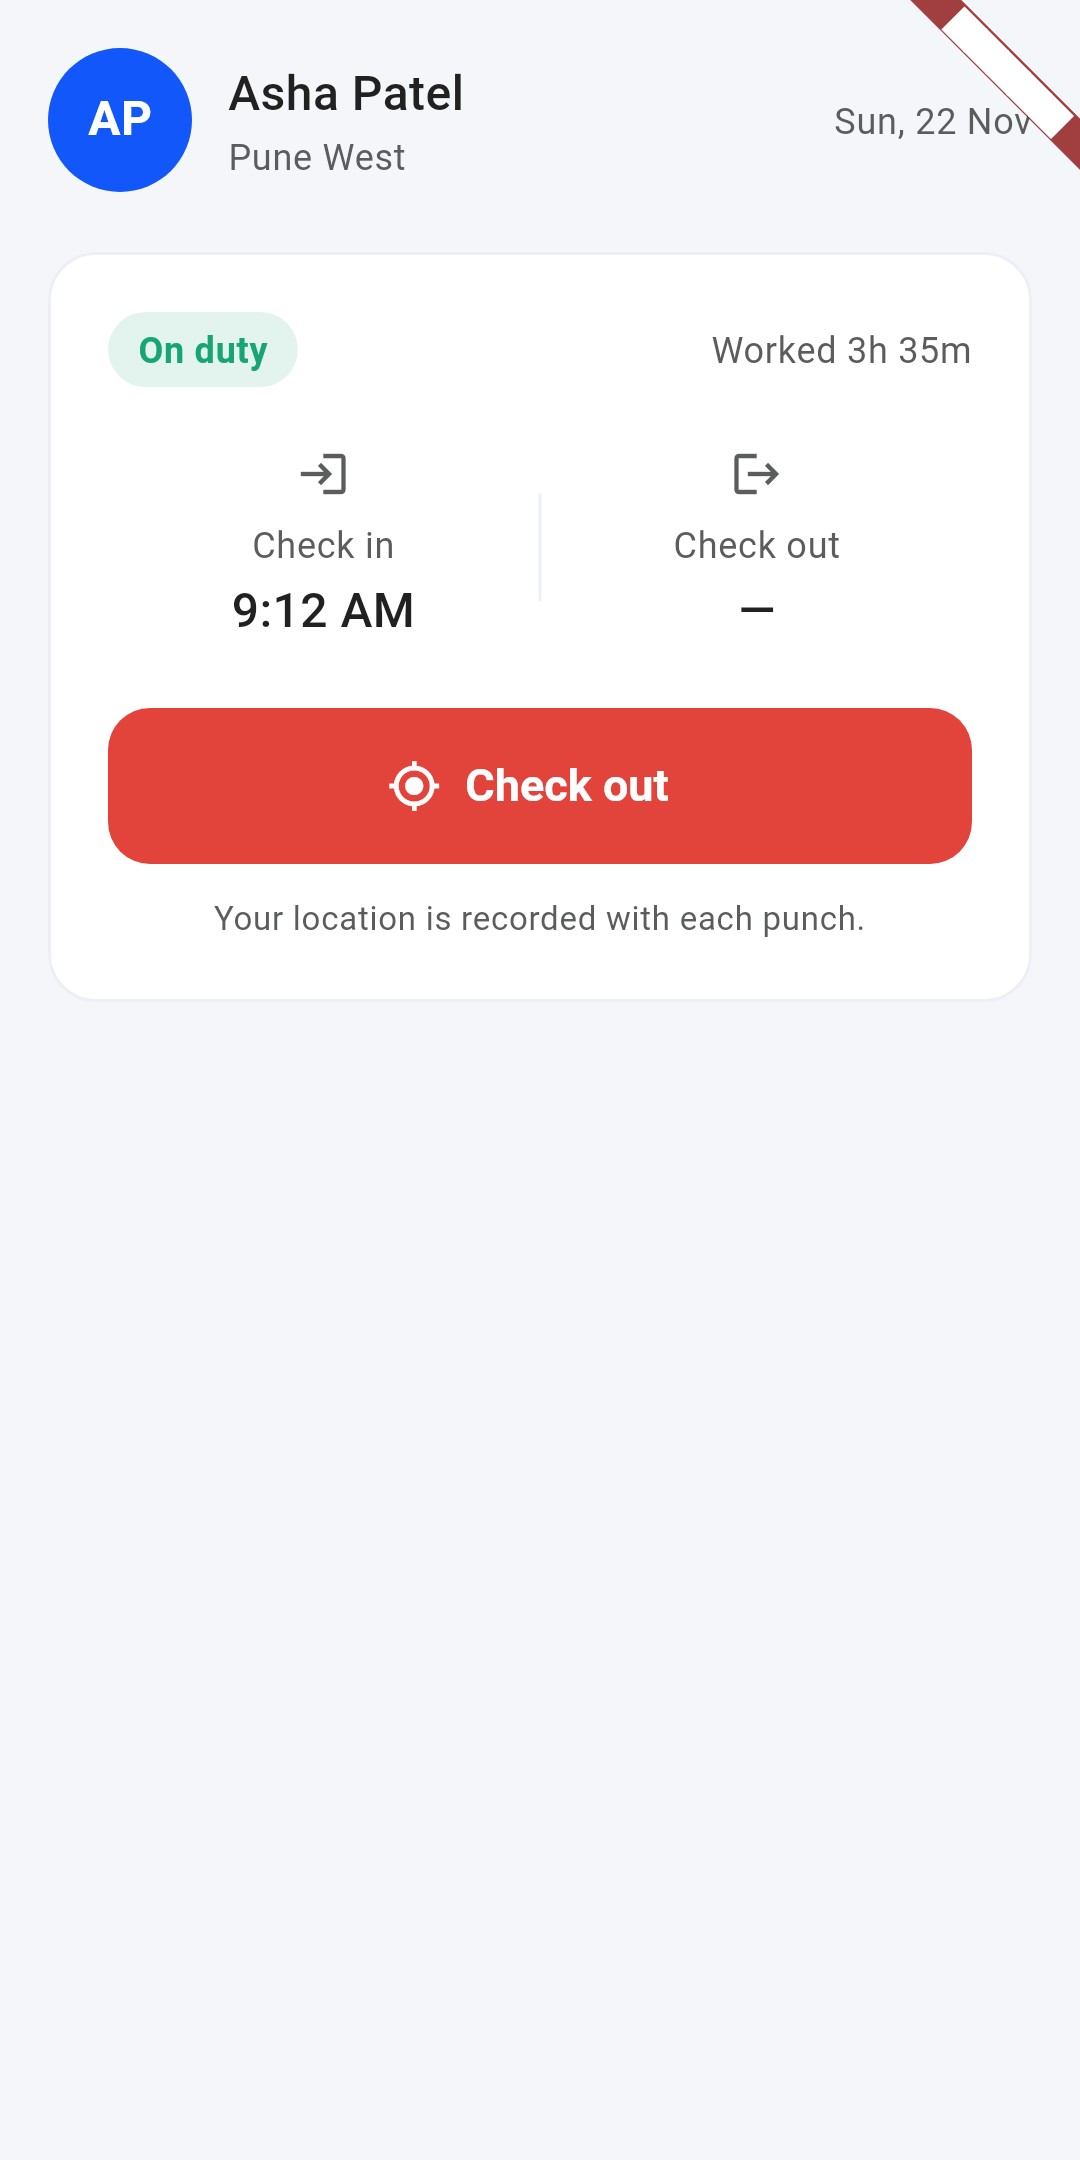 AP
Asha Patel
Pune West
Sun, 22 Nov
On duty
Worked 3h 35m
Check in
Check out
9:12 AM
—
Check out
Your location is recorded with each punch.